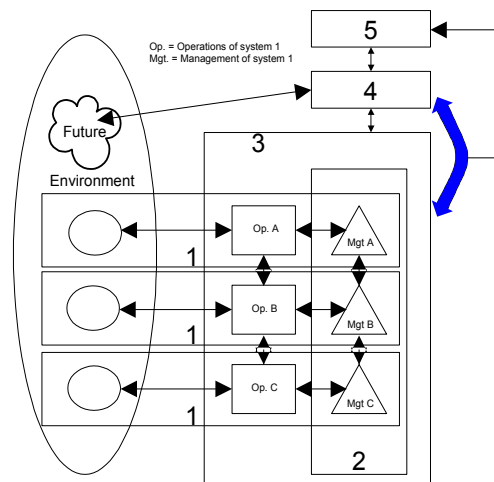 5
Op. = Operations of system 1
Mgt. = Management of system 1
4
Future
3
Environment
Op. A
Mgt A
1
Op. B
Mgt B
1
Op. C
Mgt C
1
2